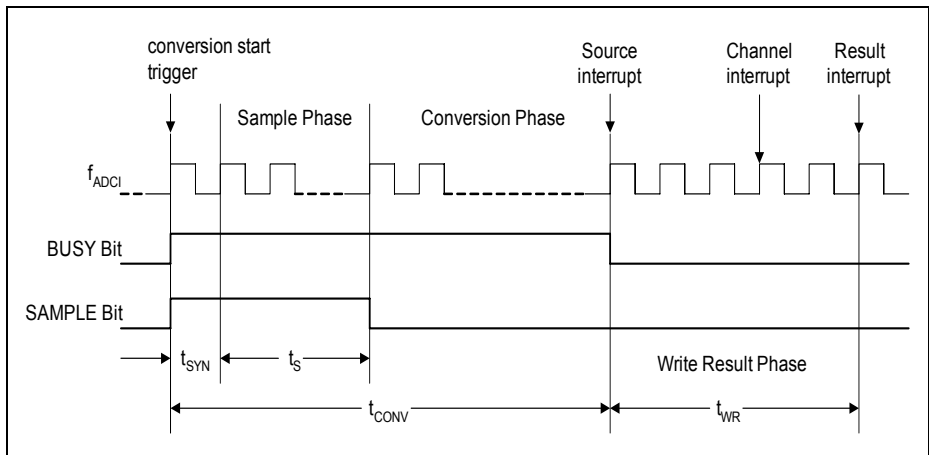 conversion start
trigger
Source
interrupt
Channel
interrupt
Result
interrupt
Sample Phase
Conversion Phase
fADCI
BUSY Bit
SAMPLE Bit
tSYN
tS
Write Result Phase
tCONV
tWR